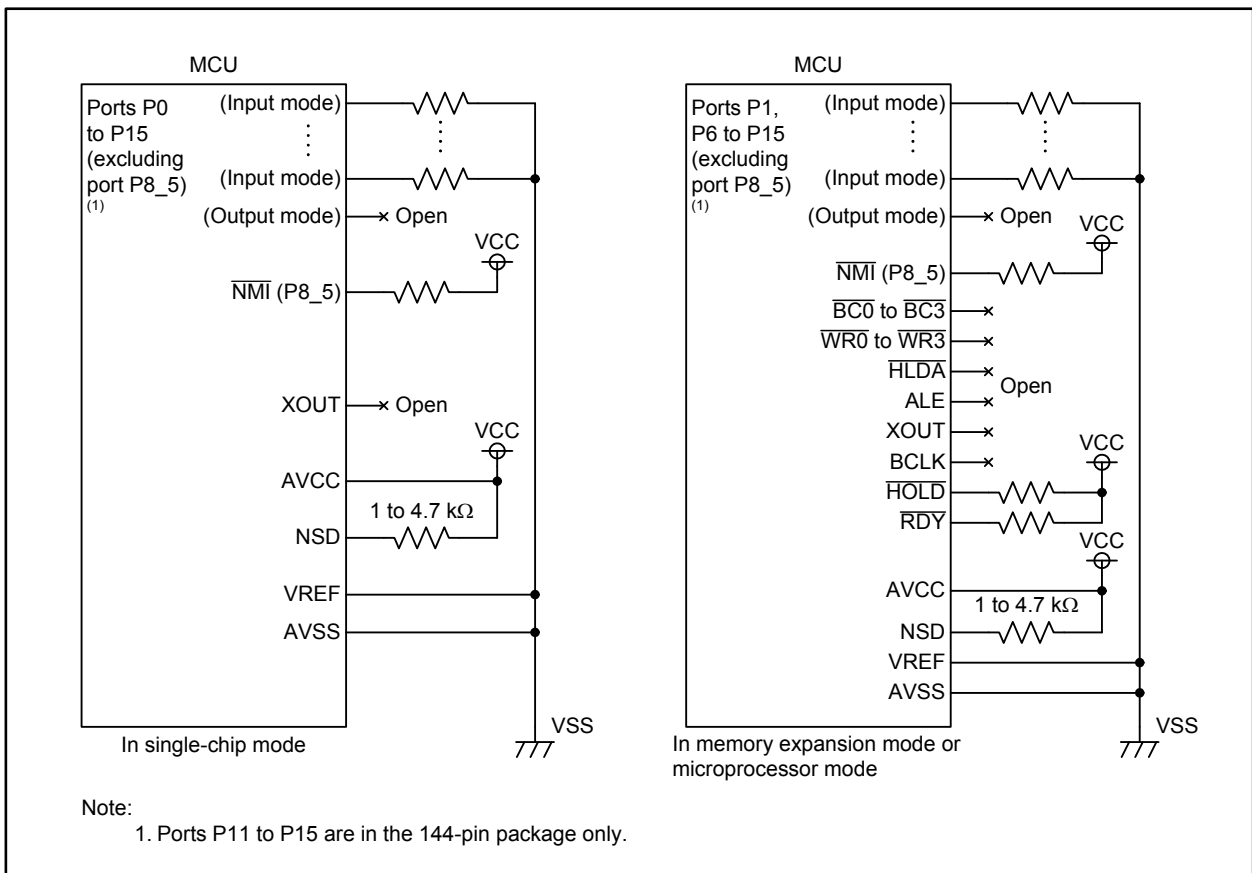 MCU
Ports P0
to P15
(excluding
port P8_5)
(1)
(Input mode)
(Input mode)
(Output mode)
Open
VCC
NMI (P8_5)
XOUT
Open
VCC
AVCC
1 to 4.7 kΩ
NSD
VREF
AVSS
VSS
In single-chip mode
MCU
Ports P1,
P6 to P15
(excluding
port P8_5)
(1)
(Input mode)
(Input mode)
(Output mode)
Open
VCC
NMI (P8_5)
BC0 to BC3
WR0 to WR3
HLDA
Open
ALE
XOUT
BCLK
VCC
HOLD
RDY
VCC
AVCC
1 to 4.7 kΩ
NSD
VREF
AVSS
VSS
In memory expansion mode or
microprocessor mode
Note:
1. Ports P11 to P15 are in the 144-pin package only.